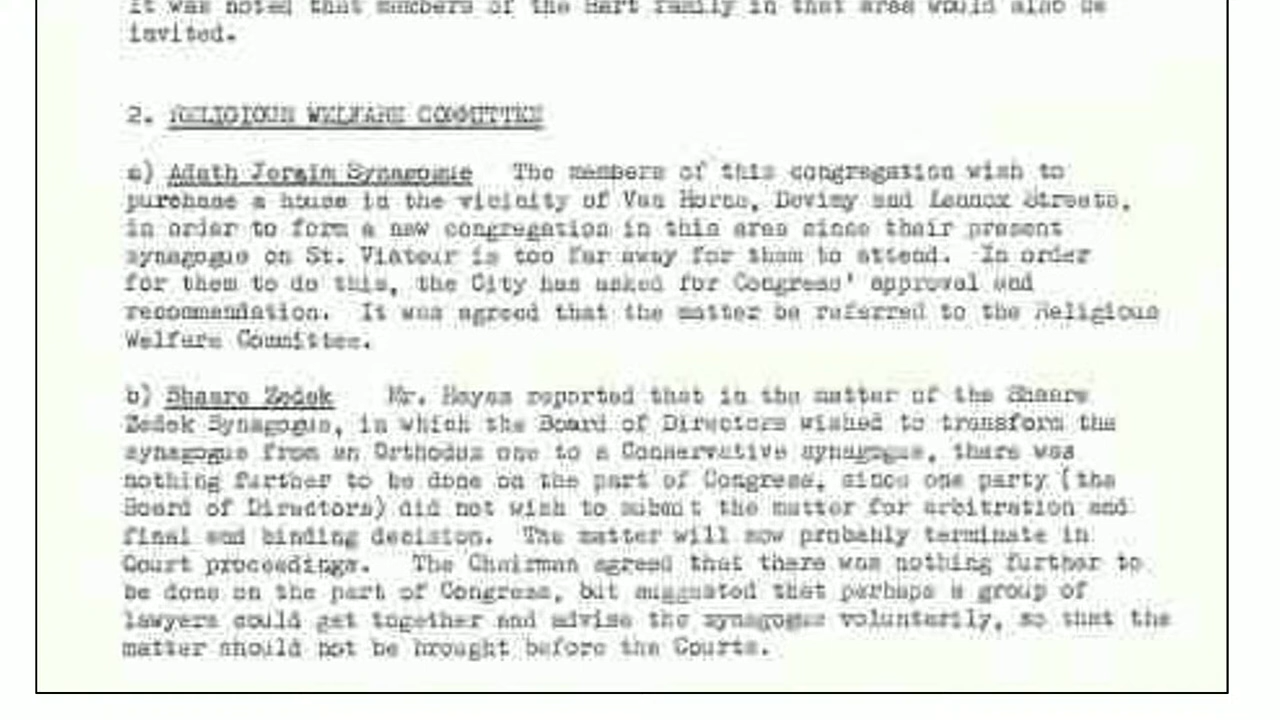 it was noted that members of the Hart family in that area would also be
invited.
2. RELIGIOUS WELFARE COMMITTEE
a) Adath Jeraim Synagogue The members of this congregation wish to
purchase a house in the vicinity of Van Horne, Devimy and Lennox Streets,
in order to form a new congregation in this area since their present
synagogue on St. Viateur is too far away for them to attend. In order
for them to do this, the City has asked for Congress' approval and
recommendation. It was agreed that the matter be referred to the Religious
Welfare Committee.
b) Shaare Zedek Mr. Hayes reported that in the matter of the Shaare
Zedek Synagogue, in which the Board of Directors wished to transform the
synagogue from an Orthodox one to a Conservative synagogue, there was
nothing further to be done on the part of Congress, since one party (the
Board of Directors) did not wish to submit the matter for arbitration and
final and binding decision. The matter will now probably terminate in
Court proceedings. The Chairman agreed that there was nothing further to
be done on the part of Congress, but suggested that perhaps a group of
lawyers could get together and advise the synagogue voluntarily, so that the
matter should not be brought before the Courts.